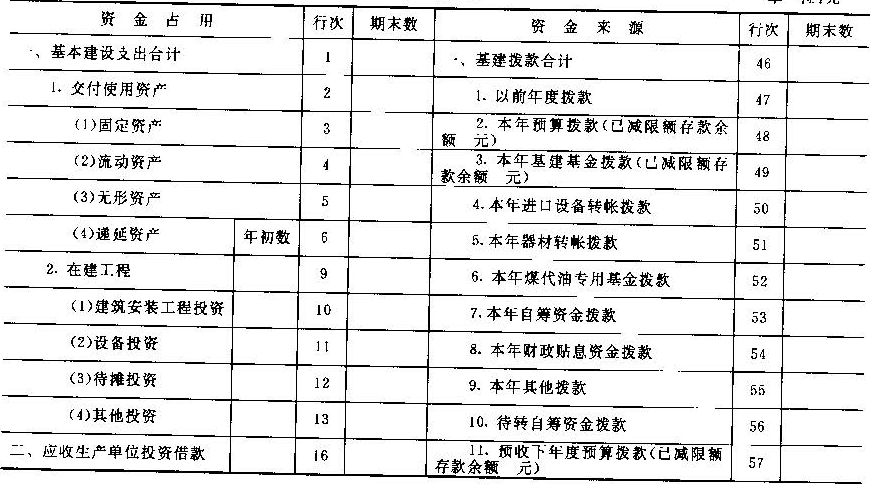 资 金 占 用 行次 期末数 资 金 来 源 行次 期末数
一、基本建设支出合计 1 一、基建拨款合计 46
1. 交付使用资产 2 1. 以前年度拨款 47
(1)固定资产 3 2. 本年预算拨款(已减限额存款余
额 元) 48
(2)流动资产 4 3. 本年基建基金拨款(已减限额存
款余额 元) 49
(3)无形资产 5 4.本年进口设备转帐拨款 50
(4)递延资产 年初数 6 5.本年器材转帐拨款 51
2. 在建工程 9 6. 本年煤代油专用基金拨款 52
(1)建筑安装工程投资 10 7.本年自筹资金拨款 53
(2)设备投资 11 8. 本年财政贴息资金拨款 54
(3)待摊投资 12 9. 本年其他拨款 55
(4)其他投资 13 10. 待转自筹资金拨款 56
二、应收生产单位投资借款 16 11. 预收下年度预算拨款(已减限额
存款余额 元) 57